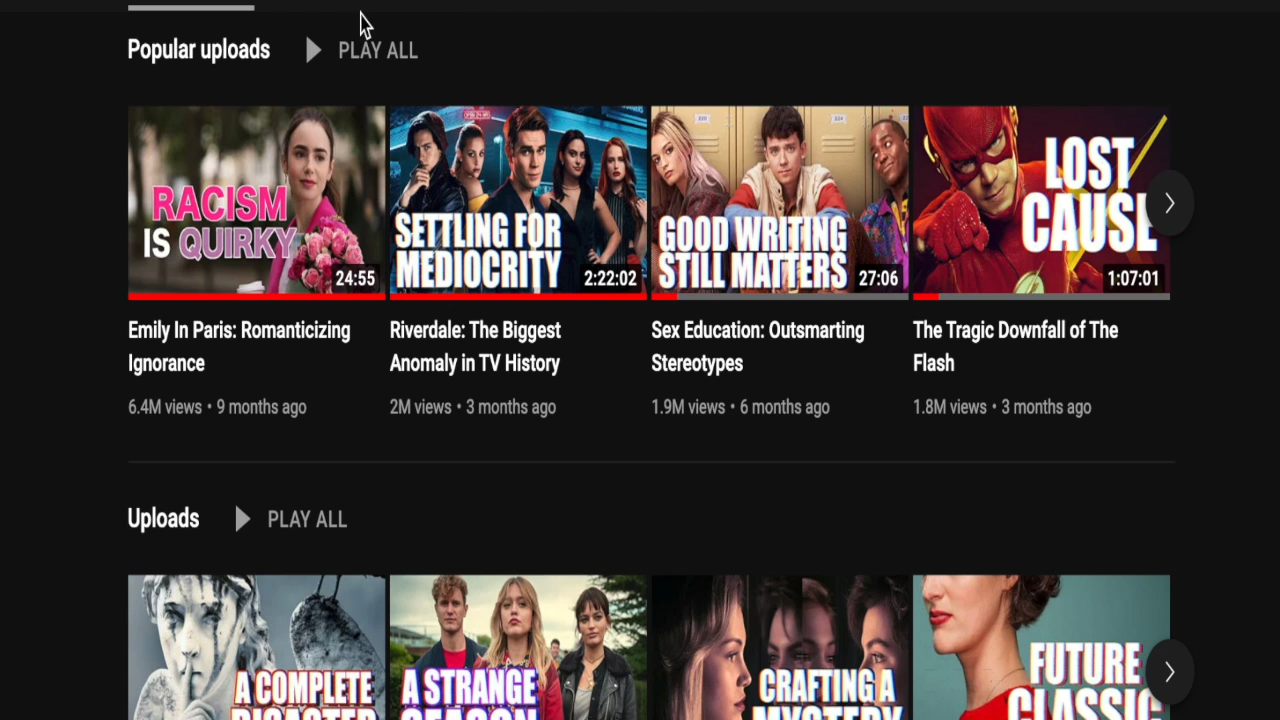 Popular uploads
PLAY ALL
RACISM
IS QUIRKY
24:55
SETTLING FOR
MEDIOCRITY
2:22:02
GOOD WRITING
STILL MATTERS
27:06
LOST
CAUSE
1:07:01
Emily In Paris: Romanticizing
Ignorance
6.4M views • 9 months ago
Riverdale: The Biggest
Anomaly in TV History
2M views • 3 months ago
Sex Education: Outsmarting
Stereotypes
1.9M views • 6 months ago
The Tragic Downfall of The
Flash
1.8M views • 3 months ago
Uploads
PLAY ALL
A COMPLETE
DISASTER
A STRANGE
SEASON
CRAFTING A
MYSTERY
FUTURE
CLASSIC